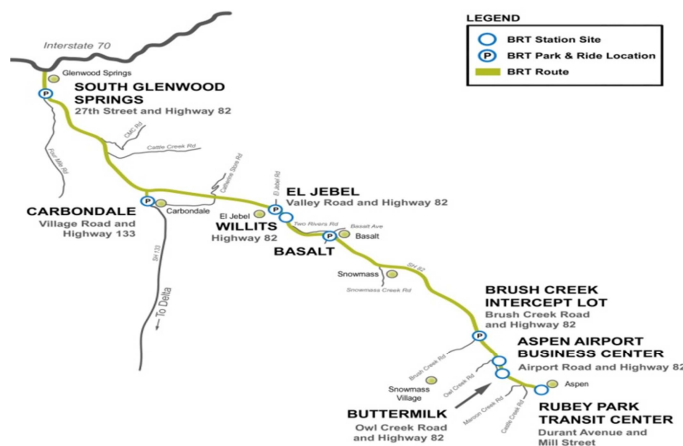 LEGEND
BRT Station Site
P BRT Park & Ride Location
BRT Route
Interstate 70
Glenwood Springs
P
SOUTH GLENWOOD
SPRINGS
27th Street and Highway 82
CMC Rd
Cattle Creek Rd
Four Mile Rd
Catherine Store Rd
El Jebel Rd
EL JEBEL
Valley Road and Highway 82
P
P
CARBONDALE
Village Road and
Highway 133
Carbondale
El Jebel
WILLITS
Highway 82
Two Rivers Rd
Basalt Ave
P
Basalt
BASALT
SH 133
To Delta
Snowmass
SH 82
Snowmass Creek Rd
BRUSH CREEK
INTERCEPT LOT
Brush Creek Road
and Highway 82
P
ASPEN AIRPORT
BUSINESS CENTER
Airport Road and Highway 82
Brush Creek Rd
Owl Creek Rd
Snowmass
Village
Aspen
Maroon Creek Rd
Castle Creek Rd
BUTTERMILK
Owl Creek Road
and Highway 82
RUBEY PARK
TRANSIT CENTER
Durant Avenue and
Mill Street